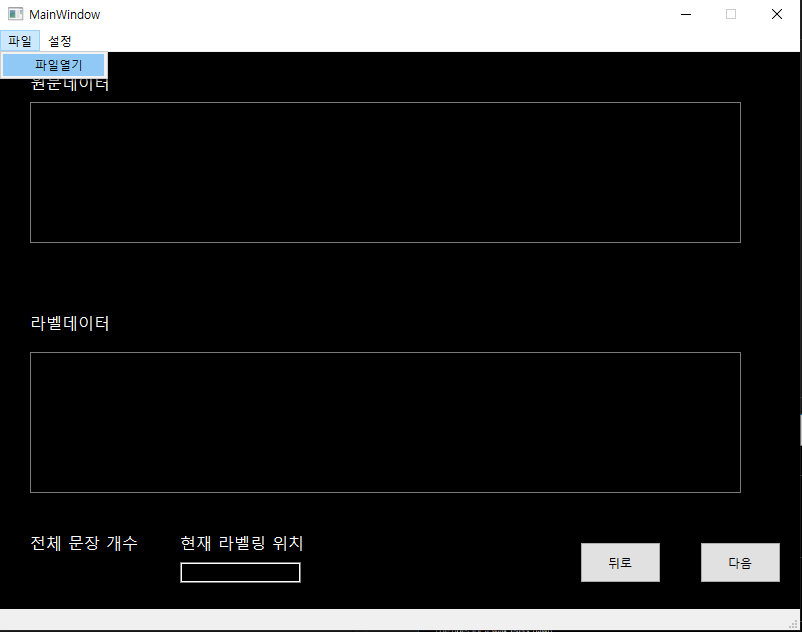 MainWindow
파일 설정
파일열기
원문데이터
라벨데이터
전체 문장 개수 현재 라벨링 위치
뒤로 다음